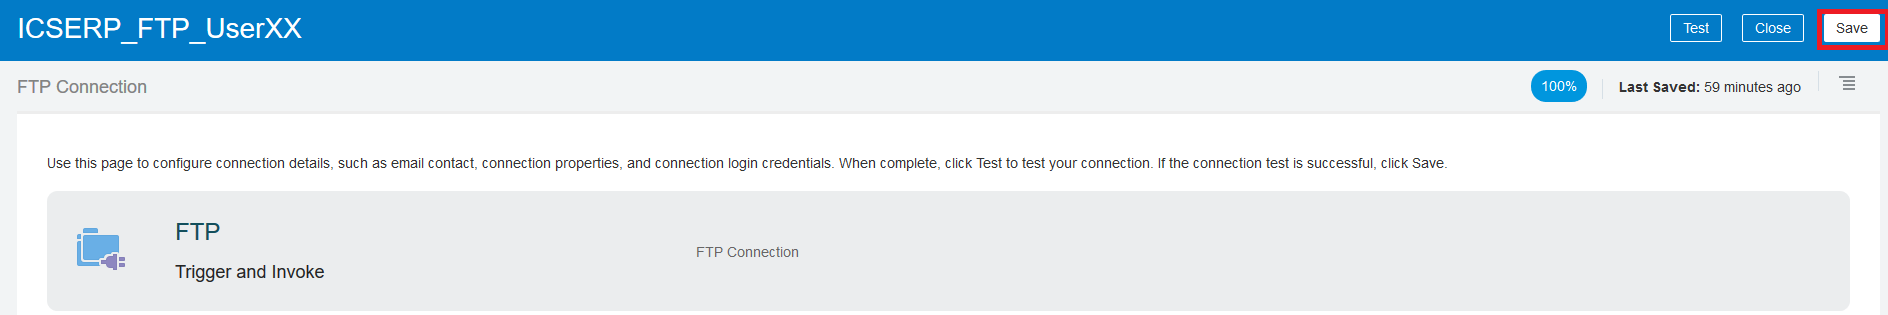 ICSERP_FTP_UserXX
Test
Close
Save
FTP Connection
100%
Last Saved: 59 minutes ago
Use this page to configure connection details, such as email contact, connection properties, and connection login credentials. When complete, click Test to test your connection. If the connection test is successful, click Save.
FTP
FTP Connection
Trigger and Invoke